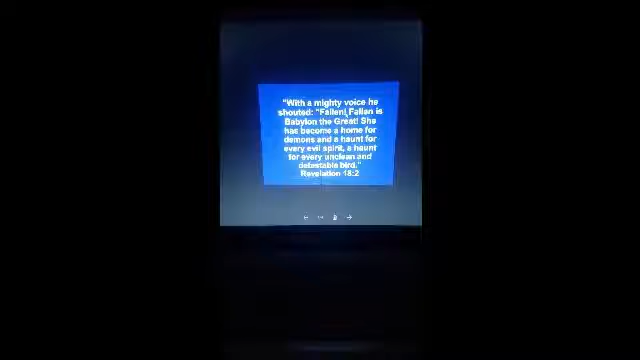 "With a mighty voice he
shouted: "Fallen! Fallen is
Babylon the Great! She
has become a home for
demons and a haunt for
every evil spirit, a haunt
for every unclean and
detestable bird."
Revelation 18:2